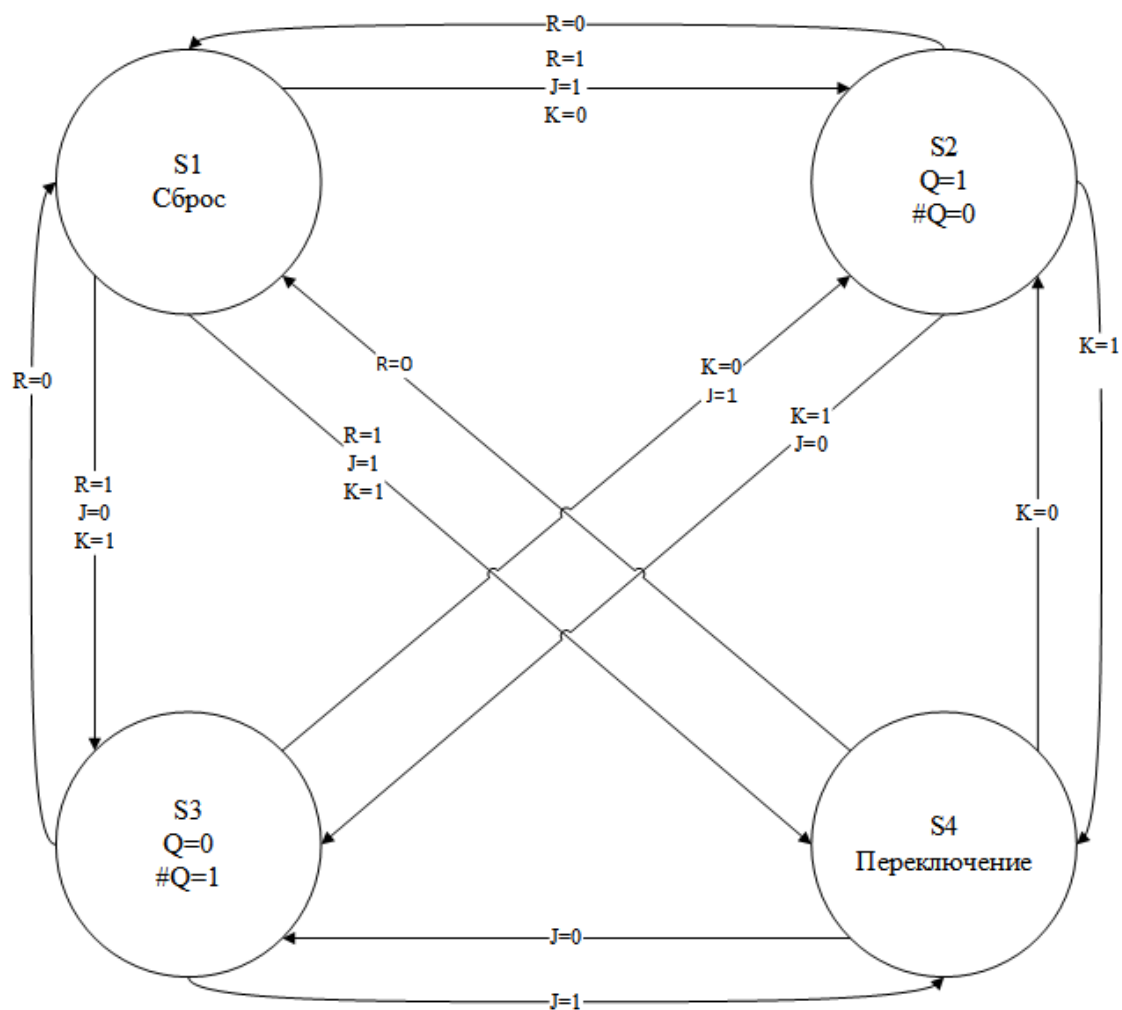 R=0
R=1
J=1
K=0
S1
Сброс
S2
Q=1
#Q=0
K=1
R=0
R=0
K=0
J=1
K=1
J=0
R=1
J=1
K=1
R=1
J=0
K=1
K=0
S3
Q=0
#Q=1
S4
Переключение
J=0
J=1